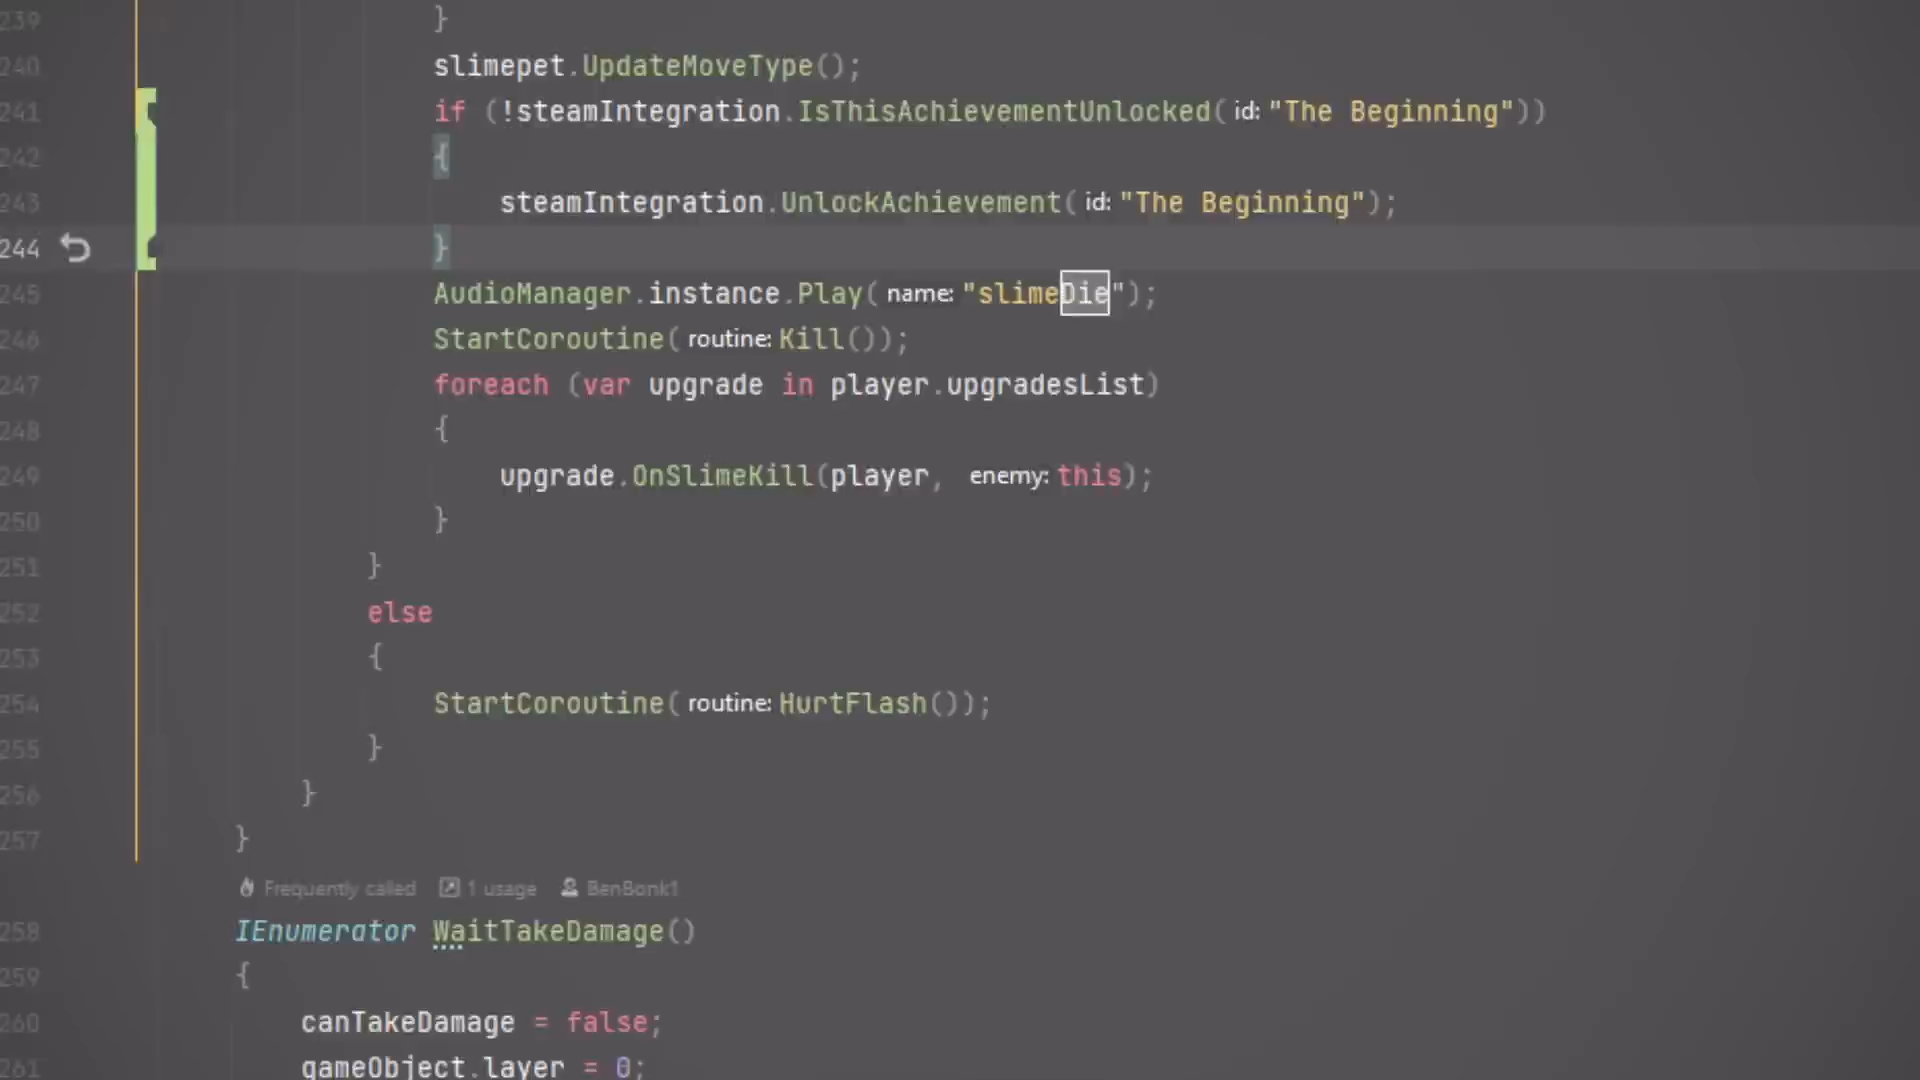 239 }
240 slimepet.UpdateMoveType();
241 if (!steamIntegration.IsThisAchievementUnlocked( id: "The Beginning"))
242 {
243 steamIntegration.UnlockAchievement( id: "The Beginning");
244 }
245 AudioManager.instance.Play( name: "slimeDie");
246 StartCoroutine( routine: Kill());
247 foreach (var upgrade in player.upgradesList)
248 {
249 upgrade.OnSlimeKill(player, enemy: this);
250 }
251 }
252 else
253 {
254 StartCoroutine( routine: HurtFlash());
255 }
256 }
257 }
Frequently called 1 usage BenBonk1
258 IEnumerator WaitTakeDamage()
259 {
260 canTakeDamage = false;
261 gameObject.layer = 0;